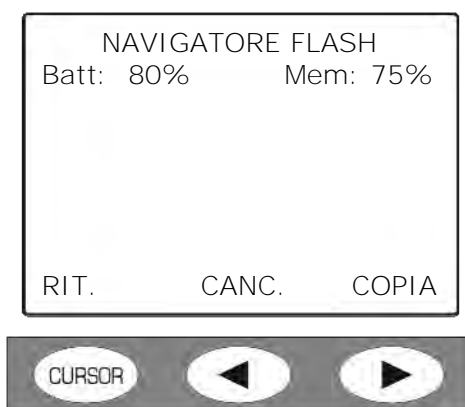 NAVIGATORE FLASH
Batt: 80% Mem: 75%
RIT. CANC. COPIA
CURSOR